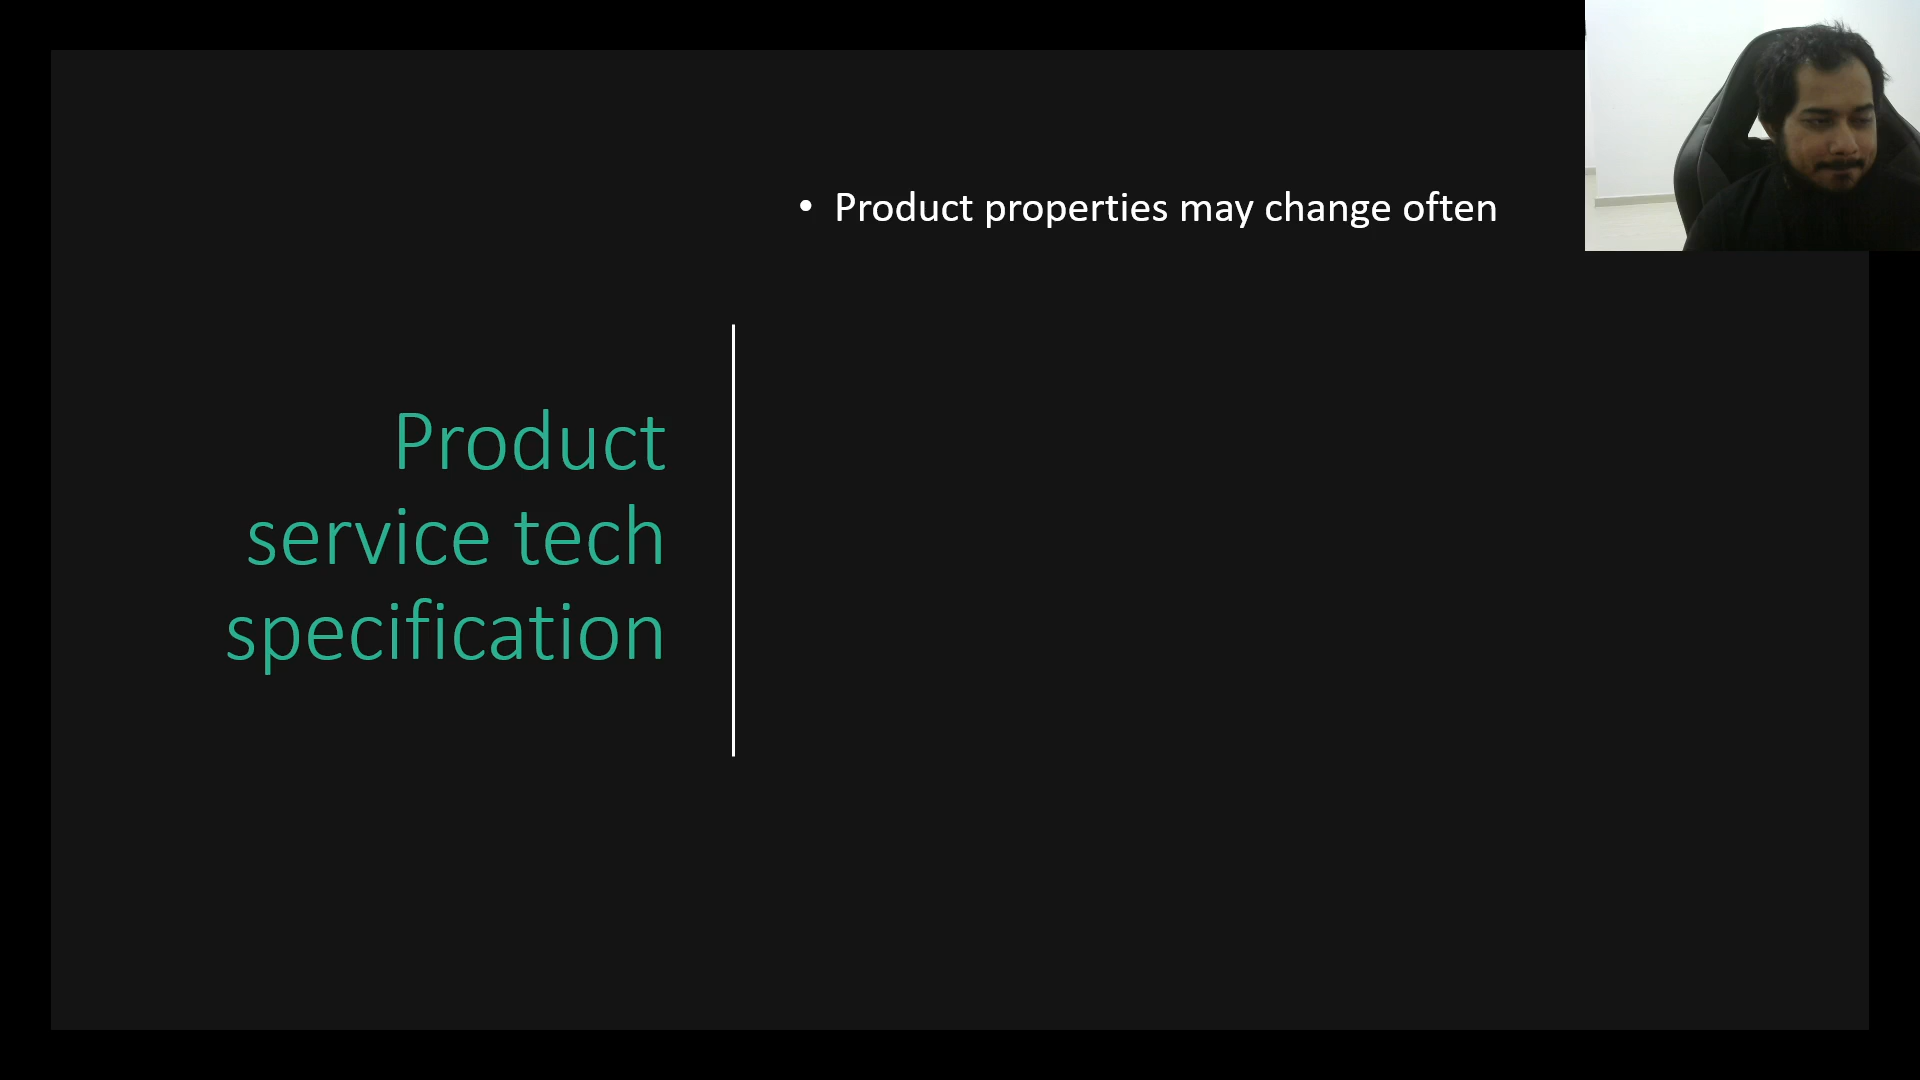 Product
service tech
specification
• Product properties may change often